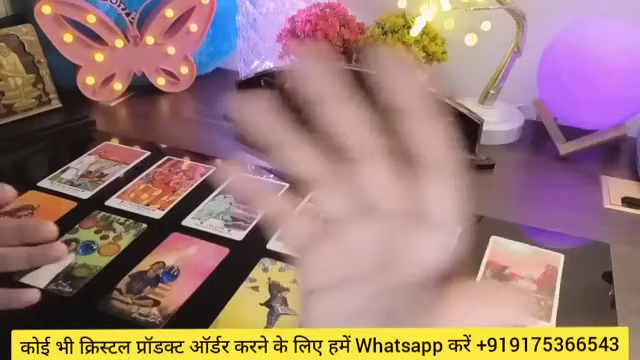 कोई भी क्रिस्टल प्रॉडक्ट ऑर्डर करने के लिए हमें Whatsapp करें +919175366543